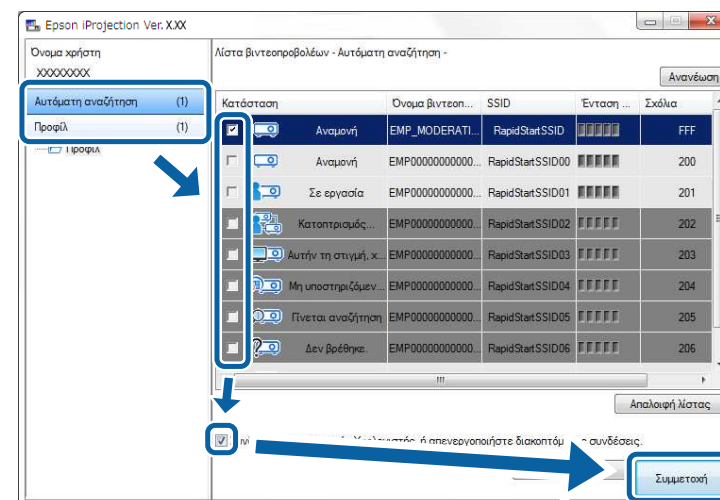 Epson iProjection Ver. X.XX
Όνομα χρήστη
XXXXXXXX
Αυτόματη αναζήτηση (1)
Προφίλ (1)
Προφίλ
Λίστα βιντεοπροβολέων - Αυτόματη αναζήτηση -
Ανανέωση
Κατάσταση Όνομα βιντεοπ... SSID Ένταση ... Σχόλια
Αναμονή EMP_MODERATI... RapidStartSSID FFF
Αναμονή EMP00000000000... RapidStartSSID00 200
Σε εργασία EMP00000000000... RapidStartSSID01 201
Κατοπτρισμός... EMP00000000000... RapidStartSSID02 202
Αυτήν τη στιγμή, χ... EMP00000000000... RapidStartSSID03 203
Μη υποστηριζόμεν... EMP00000000000... RapidStartSSID04 204
Γίνεται αναζήτηση EMP00000000000... RapidStartSSID05 205
Δεν βρέθηκε. EMP00000000000... RapidStartSSID06 206
Απαλοιφή λίστας
ή απενεργοποιήστε διακοπτόμ συνδέσεις.
Συμμετοχή